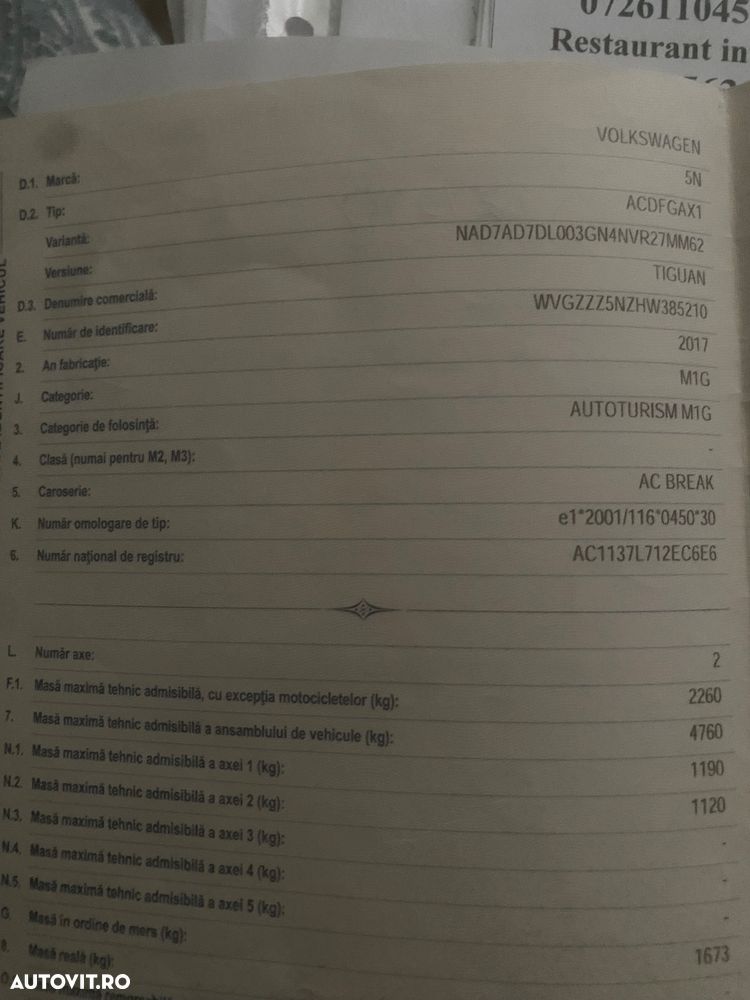 072611045
Restaurant in
D.1. Marcă: VOLKSWAGEN
D.2. Tip: 5N
Variantă: ACDFGAX1
Versiune: NAD7AD7DL003GN4NVR27MM62
D.3. Denumire comercială: TIGUAN
E. Număr de identificare: WVGZZZ5NZHW385210
2. An fabricație: 2017
J. Categorie: M1G
3. Categorie de folosință: AUTOTURISM M1G
4. Clasă (numai pentru M2, M3): -
5. Caroserie: AC BREAK
K. Număr omologare de tip: e1*2001/116*0450*30
6. Număr național de registru: AC1137L712EC6E6
L. Număr axe: 2
F.1. Masă maximă tehnic admisibilă, cu excepția motocicletelor (kg): 2260
7. Masă maximă tehnic admisibilă a ansamblului de vehicule (kg): 4760
N.1. Masă maximă tehnic admisibilă a axei 1 (kg): 1190
N.2. Masă maximă tehnic admisibilă a axei 2 (kg): 1120
N.3. Masă maximă tehnic admisibilă a axei 3 (kg): -
N.4. Masă maximă tehnic admisibilă a axei 4 (kg): -
N.5. Masă maximă tehnic admisibilă a axei 5 (kg): -
G. Masă în ordine de mers (kg): 1673
8. Masă reală (kg): -
AUTOVIT.RO